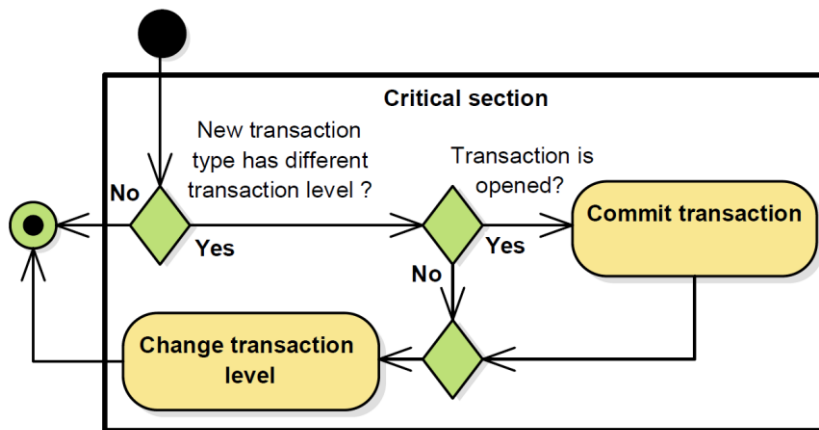 Critical section
New transaction
type has different
transaction level ?
Transaction is
opened?
No
Yes
Yes
Commit transaction
No
Change transaction
level